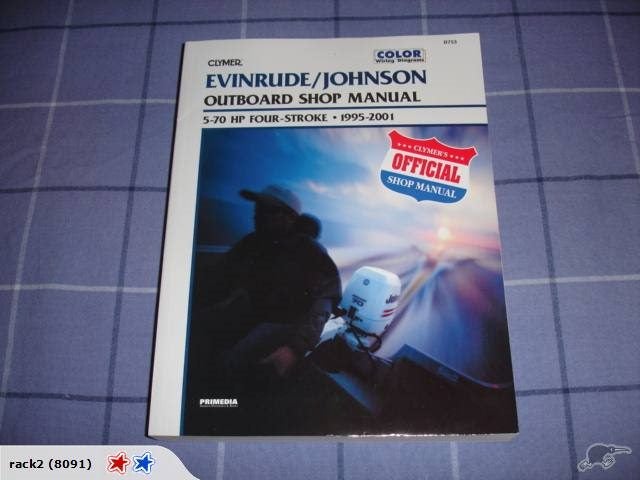 B753
CLYMER
COLOR
Wiring Diagrams
EVINRUDE/JOHNSON
OUTBOARD SHOP MANUAL
5-70 HP FOUR-STROKE • 1995-2001
CLYMER'S
OFFICIAL
SHOP MANUAL
70
PRIMEDIA
rack2 (8091)